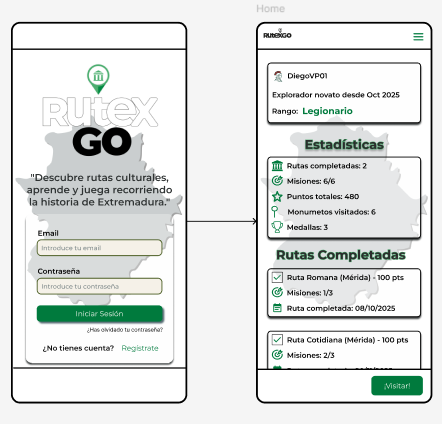 Home
RUTEX
GO
"Descubre rutas culturales,
aprende y juega recorriendo
la historia de Extremadura."
Email
Introduce tu email
Contraseña
Introduce tu contraseña
Iniciar Sesión
¿Has olvidado tu contraseña?
¿No tienes cuenta? Regístrate
RUTEXGO
DiegoVP01
Explorador novato desde Oct 2025
Rango: Legionario
Estadísticas
Rutas completadas: 2
Misiones: 6/6
Puntos totales: 480
Monumetos visitados: 6
Medallas: 3
Rutas Completadas
Ruta Romana (Mérida) - 100 pts
Misiones: 1/3
Ruta completada: 08/10/2025
Ruta Cotidiana (Mérida) - 100 pts
Misiones: 2/3
¡Visitar!